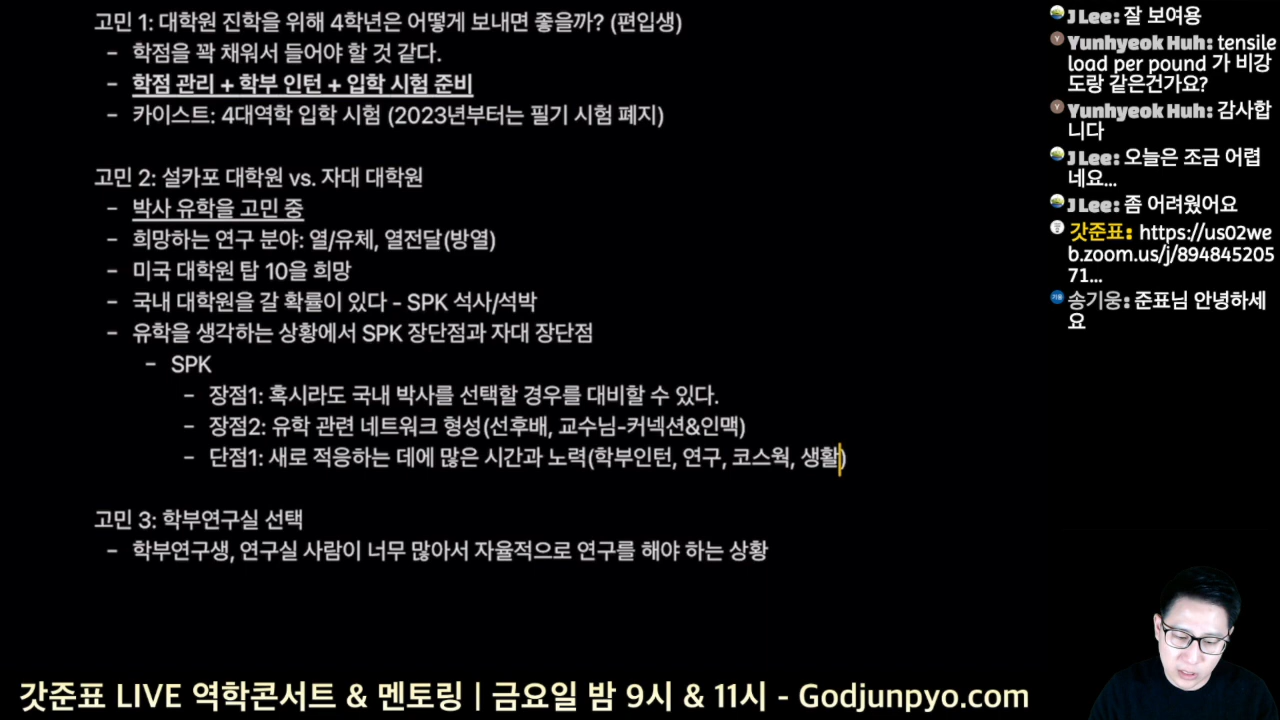 고민 1: 대학원 진학을 위해 4학년은 어떻게 보내면 좋을까? (편입생)
- 학점을 꽉 채워서 들어야 할 것 같다.
- 학점 관리 + 학부 인턴 + 입학 시험 준비
- 카이스트: 4대역학 입학 시험 (2023년부터는 필기 시험 폐지)
고민 2: 설카포 대학원 vs. 자대 대학원
- 박사 유학을 고민 중
- 희망하는 연구 분야: 열/유체, 열전달(방열)
- 미국 대학원 탑 10을 희망
- 국내 대학원을 갈 확률이 있다 - SPK 석사/석박
- 유학을 생각하는 상황에서 SPK 장단점과 자대 장단점
- SPK
- 장점1: 혹시라도 국내 박사를 선택할 경우를 대비할 수 있다.
- 장점2: 유학 관련 네트워크 형성(선후배, 교수님-커넥션&인맥)
- 단점1: 새로 적응하는 데에 많은 시간과 노력(학부인턴, 연구, 코스웍, 생활)
고민 3: 학부연구실 선택
- 학부연구생, 연구실 사람이 너무 많아서 자율적으로 연구를 해야 하는 상황
J Lee: 잘 보여용
Yunhyeok Huh: tensile
load per pound 가 비강
도랑 같은건가요?
Yunhyeok Huh: 감사합
니다
J Lee: 오늘은 조금 어렵
네요...
J Lee: 좀 어려웠어요
갓준표: https://us02we
b.zoom.us/j/894845205
71...
송기웅: 준표님 안녕하세
요
갓준표 LIVE 역학콘서트 & 멘토링 | 금요일 밤 9시 & 11시 - Godjunpyo.com